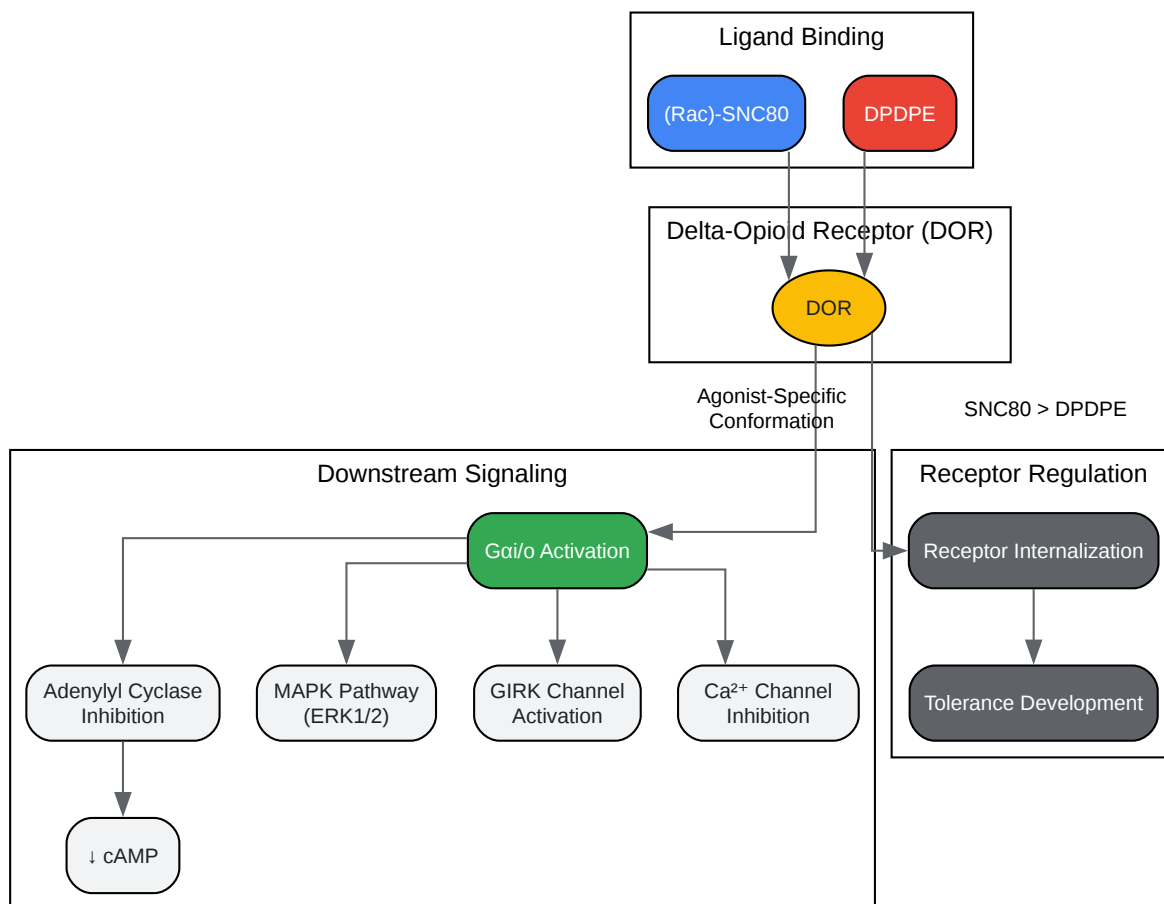 Ligand Binding
(Rac)-SNC80
DPDPE
Delta-Opioid Receptor (DOR)
DOR
Agonist-Specific
Conformation
SNC80 > DPDPE
Downstream Signaling
Receptor Regulation
Gαi/o Activation
Receptor Internalization
Adenylyl Cyclase
Inhibition
MAPK Pathway
(ERK1/2)
GIRK Channel
Activation
Ca²⁺ Channel
Inhibition
Tolerance Development
↓ cAMP